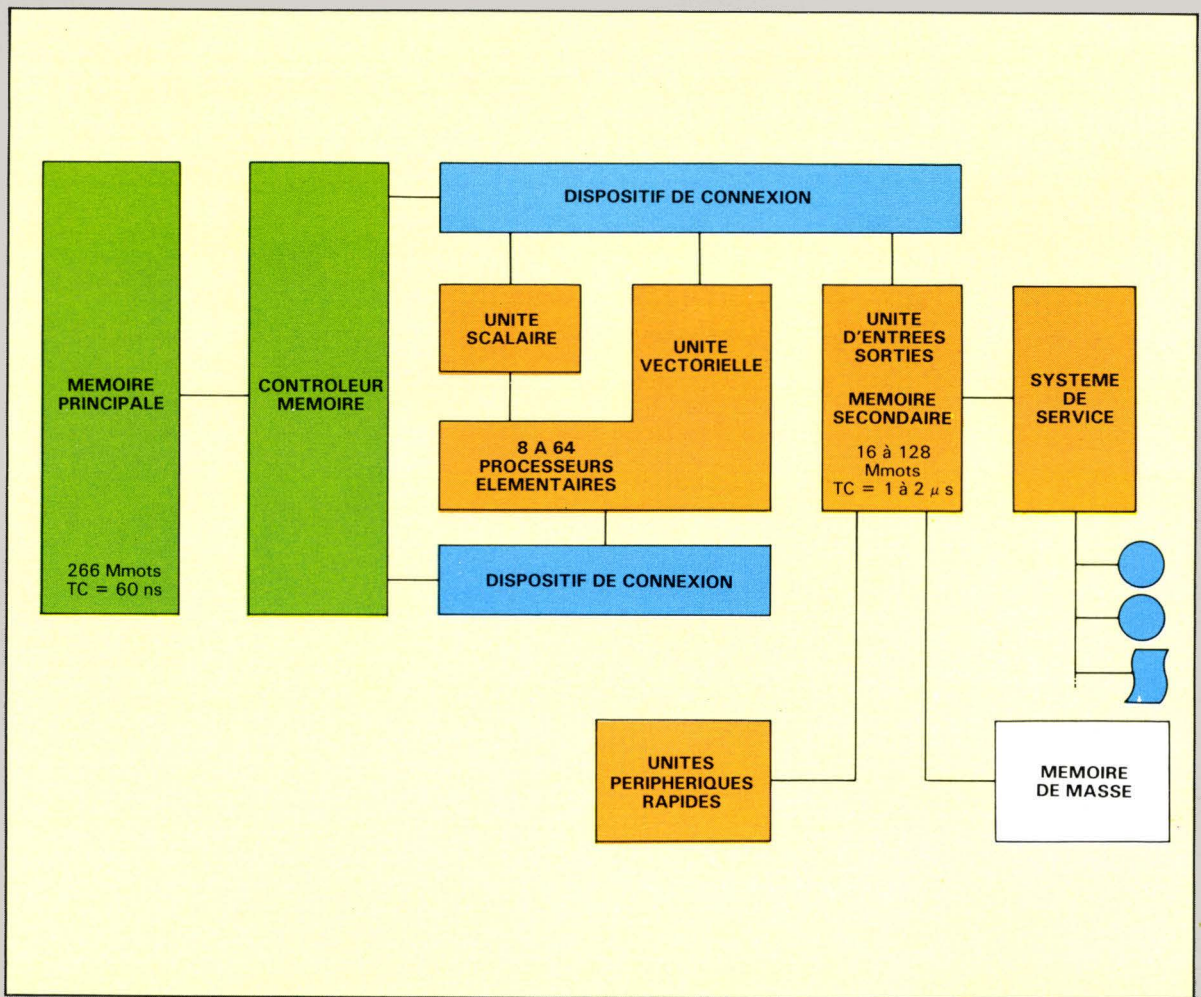 DISPOSITIF DE CONNEXION
MEMOIRE
PRINCIPALE
266 Mmots
TC = 60 ns
CONTROLEUR
MEMOIRE
UNITE
SCALAIRE
UNITE
VECTORIELLE
8 A 64
PROCESSEURS
ELEMENTAIRES
DISPOSITIF DE CONNEXION
UNITE
D'ENTREES
SORTIES
MEMOIRE
SECONDAIRE
16 à 128
Mmots
TC = 1 à 2 μ s
SYSTEME
DE
SERVICE
UNITES
PERIPHERIQUES
RAPIDES
MEMOIRE
DE MASSE